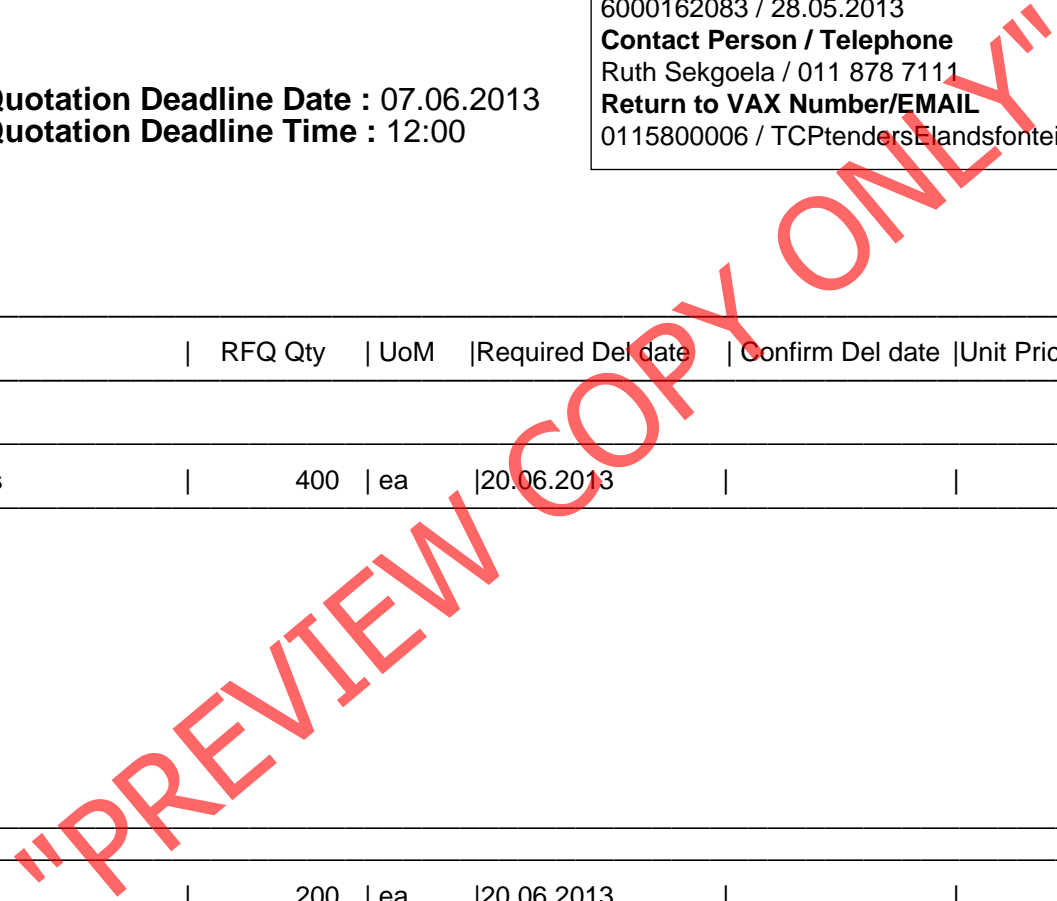 6000162083 / 28.05.2013
Contact Person / Telephone
Ruth Sekgoela / 011 878 7111
Return to VAX Number/EMAIL
0115800006 / TCPtendersElandsfontei
Quotation Deadline Date : 07.06.2013
Quotation Deadline Time : 12:00
| RFQ Qty | UoM |Required Del date | Confirm Del date |Unit Pric
s | 400 | ea |20.06.2013 | |
| 200 | ea |20.06.2013 | |
"PREVIEW COPY ONLY"